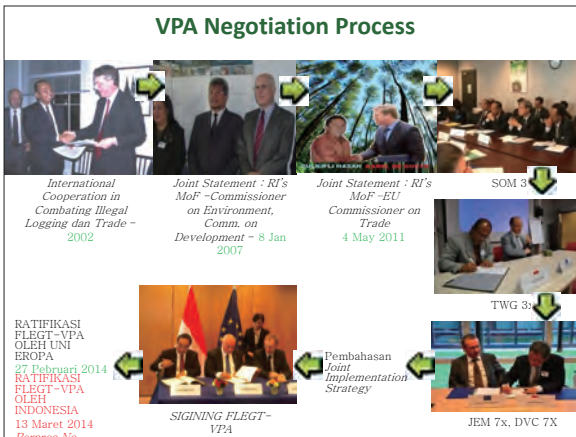 VPA Negotiation Process
International
Cooperation in
Combating Illegal
Logging dan Trade –
2002
Joint Statement : RI's
MoF –Commissioner
on Environment,
Comm. on
Development – 8 Jan
2007
Joint Statement : RI's
MoF –EU
Commissioner on
Trade
4 May 2011
SOM 3
TWG 3x
JEM 7x, DVC 7X
Pembahasan
Joint
Implementation
Strategy
SIGINING FLEGT–
VPA
RATIFIKASI
FLEGT–VPA
OLEH UNI
EROPA
27 Pebruari 2014
RATIFIKASI
FLEGT–VPA
OLEH
INDONESIA
13 Maret 2014